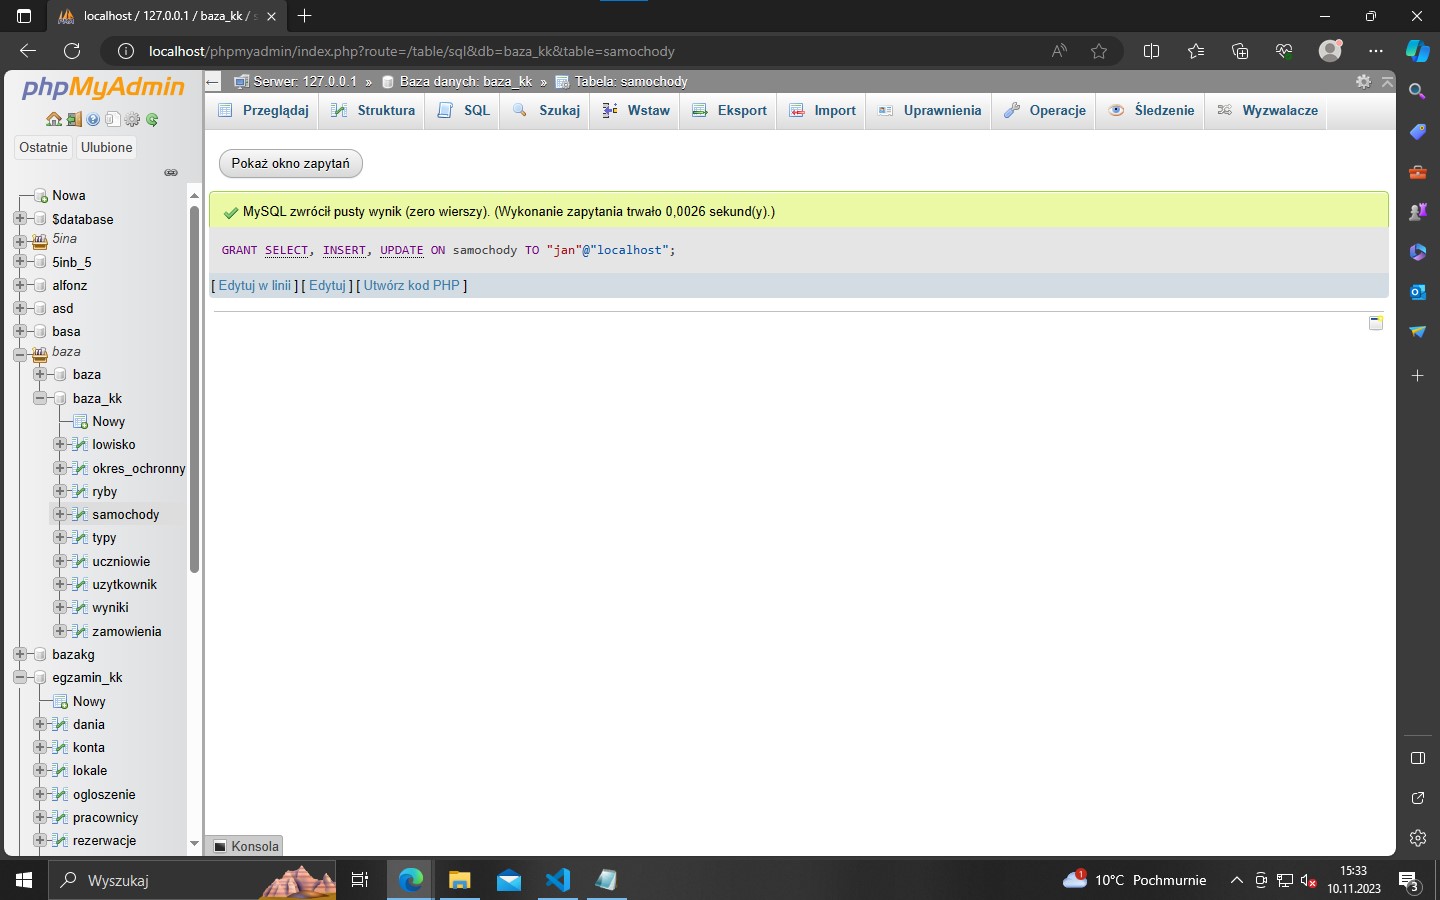 localhost / 127.0.0.1 / baza_kk / s
localhost/phpmyadmin/index.php?route=/table/sql&db=baza_kk&table=samochody
phpMyAdmin
Ostatnie Ulubione
Nowa
$database
5ina
5inb_5
alfonz
asd
basa
baza
baza
baza_kk
Nowy
lowisko
okres_ochronny
ryby
samochody
typy
uczniowie
uzytkownik
wyniki
zamowienia
bazakg
egzamin_kk
Nowy
dania
konta
lokale
ogloszenie
pracownicy
rezerwacje
Serwer: 127.0.0.1 » Baza danych: baza_kk » Tabela: samochody
Przeglądaj Struktura SQL Szukaj Wstaw Eksport Import Uprawnienia Operacje Śledzenie Wyzwalacze
Pokaż okno zapytań
MySQL zwrócił pusty wynik (zero wierszy). (Wykonanie zapytania trwało 0,0026 sekund(y).)
GRANT SELECT, INSERT, UPDATE ON samochody TO "jan"@"localhost";
[ Edytuj w linii ] [ Edytuj ] [ Utwórz kod PHP ]
Konsola
Wyszukaj
1
10°C Pochmurnie
15:33
10.11.2023
3